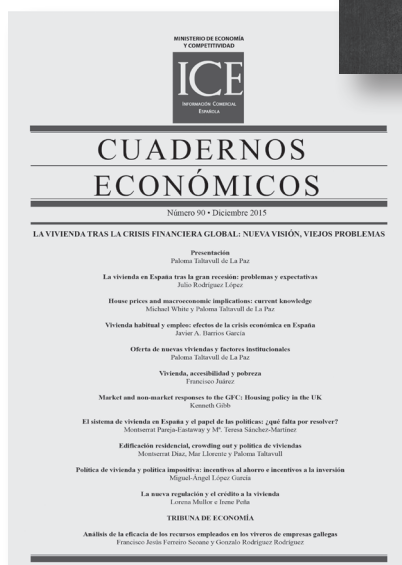 MINISTERIO DE ECONOMÍA
Y COMPETITIVIDAD
ICE
INFORMACIÓN COMERCIAL
ESPAÑOLA
CUADERNOS
ECONÓMICOS
Número 90 • Diciembre 2015
LA VIVIENDA TRAS LA CRISIS FINANCIERA GLOBAL: NUEVA VISIÓN, VIEJOS PROBLEMAS
Presentación
Paloma Taltavull de La Paz
La vivienda en España tras la gran recesión: problemas y expectativas
Julio Rodríguez López
House prices and macroeconomic implications: current knowledge
Michael White y Paloma Taltavull de La Paz
Vivienda habitual y empleo: efectos de la crisis económica en España
Javier A. Barrios García
Oferta de nuevas viviendas y factores institucionales
Paloma Taltavull de La Paz
Vivienda, accesibilidad y pobreza
Francisco Juárez
Market and non-market responses to the GFC: Housing policy in the UK
Kenneth Gibb
El sistema de vivienda en España y el papel de las políticas: ¿qué falta por resolver?
Montserrat Pareja-Eastaway y Mª. Teresa Sánchez-Martínez
Edificación residencial, crowding out y política de viviendas
Montserrat Díaz, Mar Llorente y Paloma Taltavull
Política de vivienda y política impositiva: incentivos al ahorro e incentivos a la inversión
Miguel-Ángel López García
La nueva regulación y el crédito a la vivienda
Lorena Mullor e Irene Peña
TRIBUNA DE ECONOMÍA
Análisis de la eficacia de los recursos empleados en los viveros de empresas gallegas
Francisco Jesús Ferreiro Seoane y Gonzalo Rodríguez Rodríguez